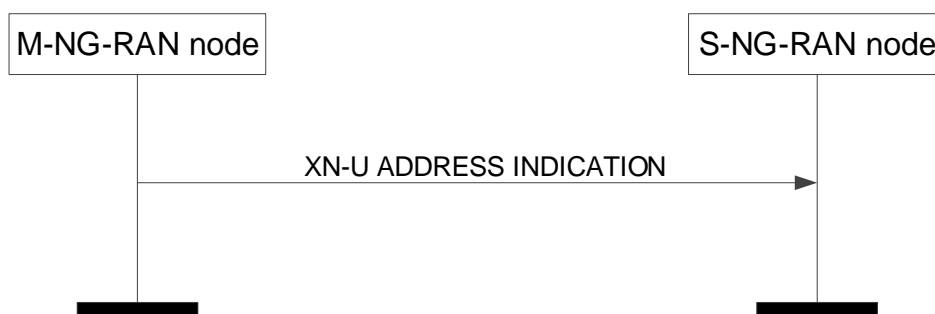 M-NG-RAN node
S-NG-RAN node
XN-U ADDRESS INDICATION